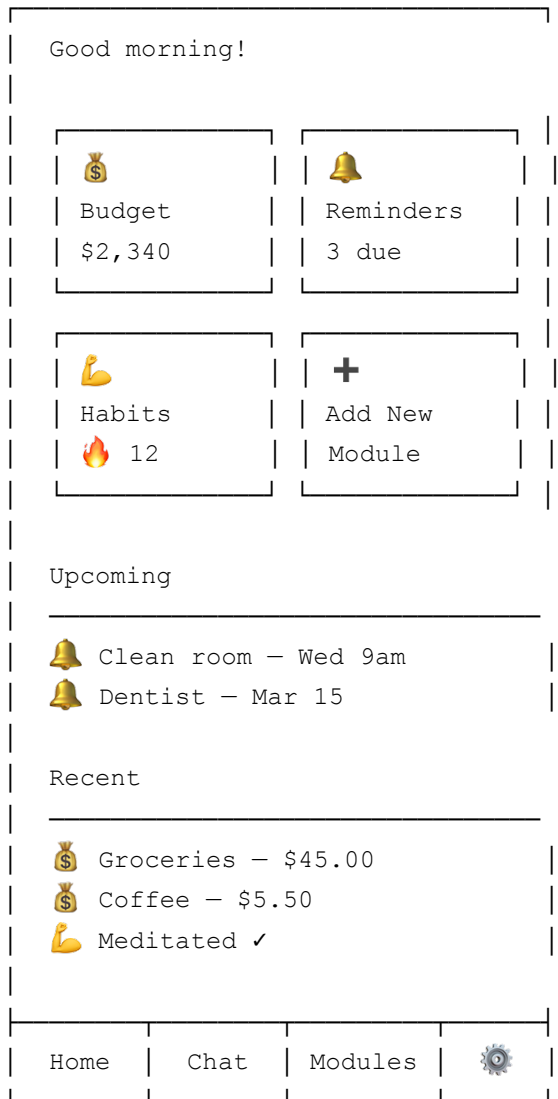 Good morning!
💰
Budget
$2,340
🔔
Reminders
3 due
💪
Habits
🔥 12
➕
Add New
Module
Upcoming
🔔 Clean room — Wed 9am
🔔 Dentist — Mar 15
Recent
💰 Groceries — $45.00
💰 Coffee — $5.50
💪 Meditated ✓
Home | Chat | Modules | ⚙️